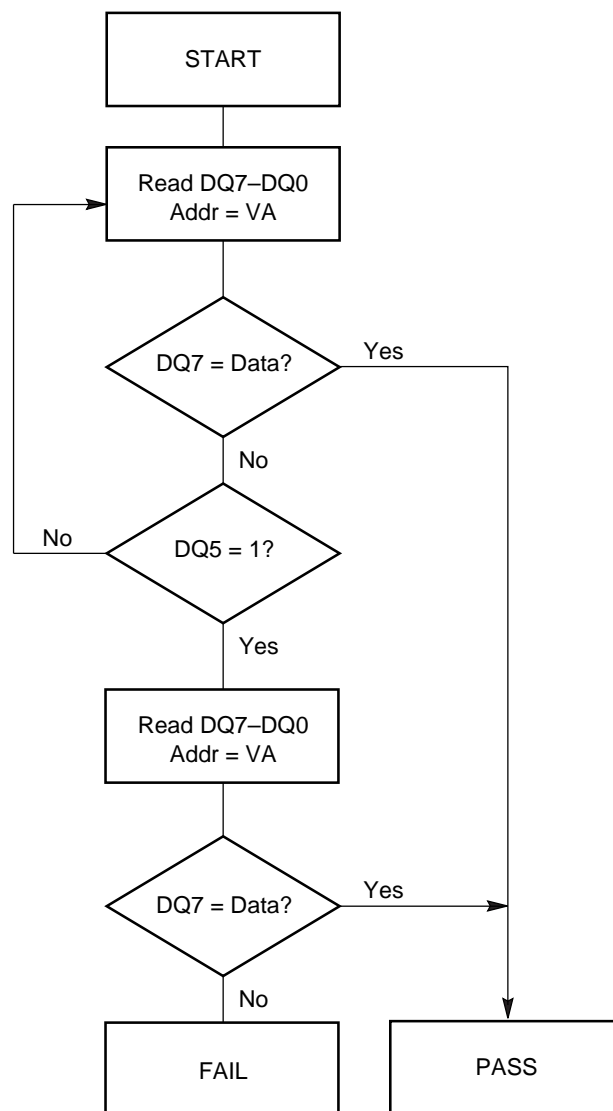 START
Read DQ7–DQ0
Addr = VA
DQ7 = Data?
Yes
No
No
DQ5 = 1?
Yes
Read DQ7–DQ0
Addr = VA
DQ7 = Data?
Yes
No
FAIL
PASS